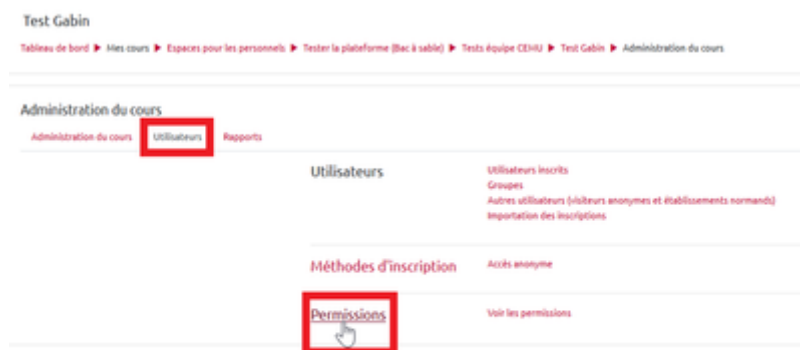 Test Gabin
Tableau de bord ▶ Mes cours ▶ Espaces pour les personnels ▶ Tester la plateforme (Bac à sable) ▶ Tests équipe CEMU ▶ Test Gabin ▶ Administration du cours
Administration du cours
Administration du cours Utilisateurs Rapports
Utilisateurs Utilisateurs inscrits
Groupes
Autres utilisateurs (visiteurs anonymes et établissements normands)
Importation des inscriptions
Méthodes d'inscription Accès anonyme
Permissions Voir les permissions